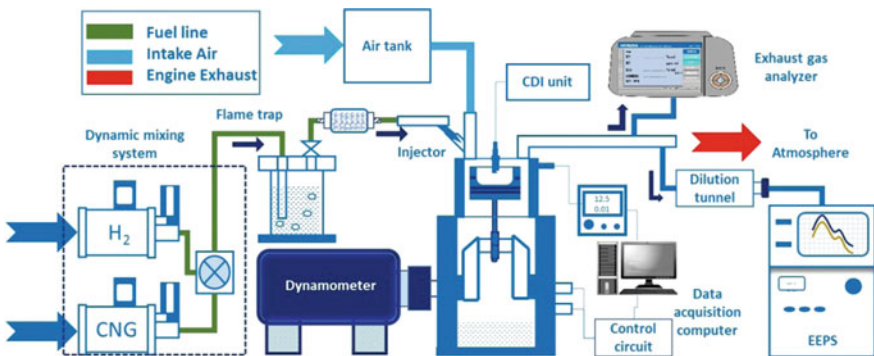 Fuel line
Intake Air
Engine Exhaust
Air tank
CDI unit
Exhaust gas
analyzer
Flame trap
Dynamic mixing
system
Injector
To
Atmosphere
Dilution
tunnel
H₂
12.5
0.01
Dynamometer
CNG
Data
acquisition
computer
Control
circuit
EEPS